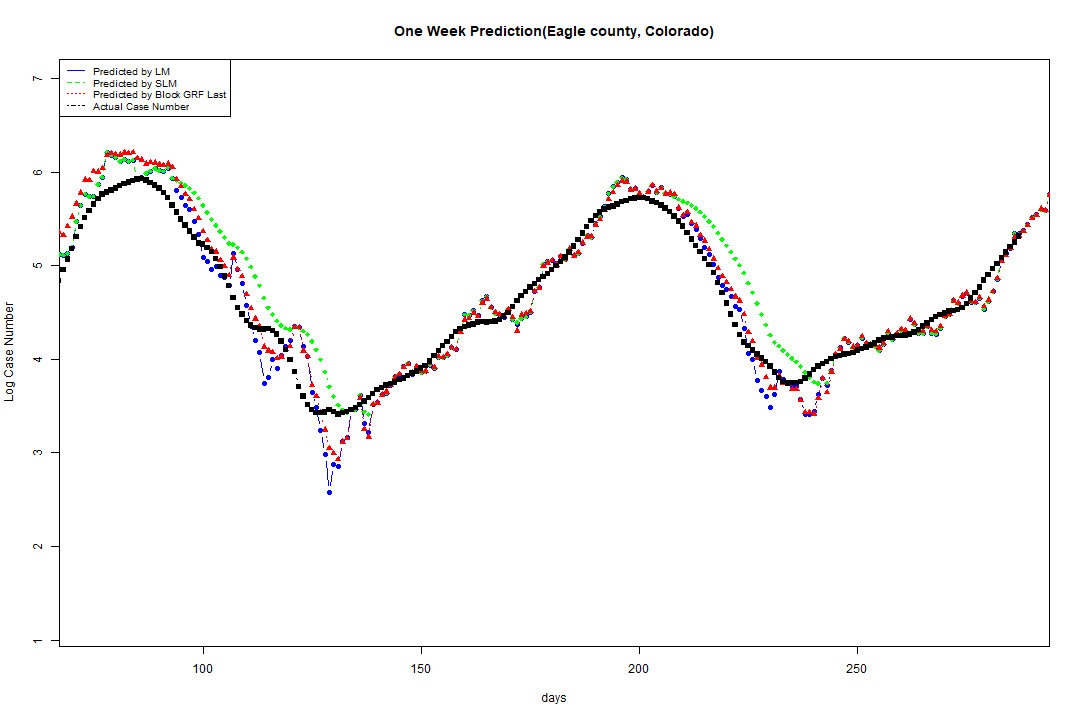 One Week Prediction(Eagle county, Colorado)
Predicted by LM
Predicted by SLM
Predicted by Block GRF Last
Actual Case Number
Log Case Number
7
6
5
4
3
2
1
100
150
200
250
days